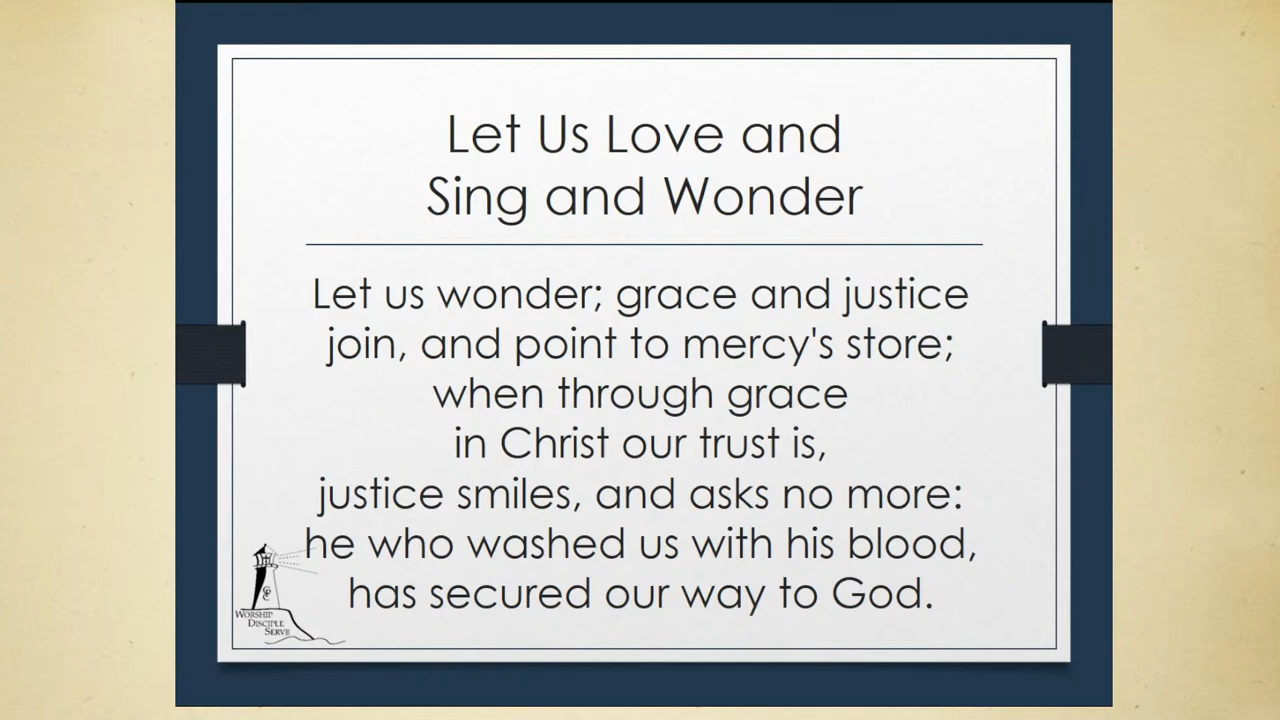 Let Us Love and
Sing and Wonder
Let us wonder; grace and justice
join, and point to mercy's store;
when through grace
in Christ our trust is,
justice smiles, and asks no more:
he who washed us with his blood,
has secured our way to God.
WORSHIP
DISCIPLE
SERVE